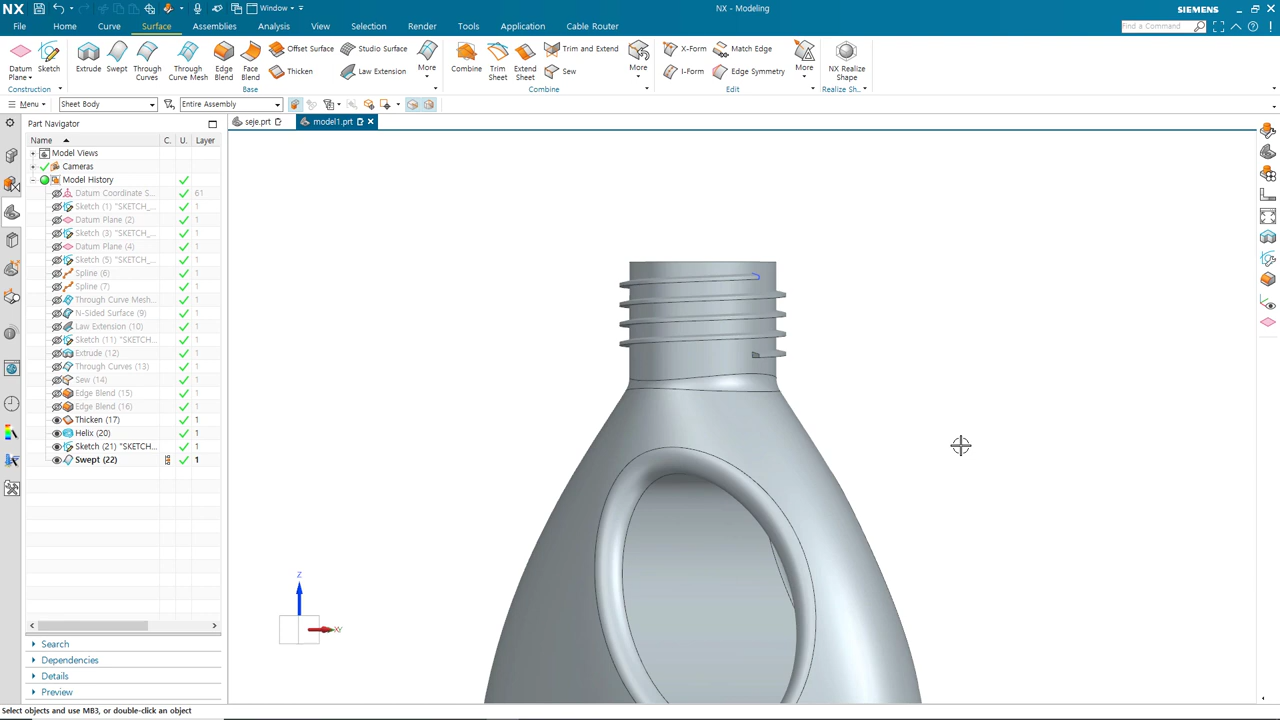 NX
Window
NX - Modeling
SIEMENS
File
Home
Curve
Surface
Assemblies
Analysis
View
Selection
Render
Tools
Application
Cable Router
Find a Command
Datum Plane
Sketch
Extrude
Swept
Through Curves
Through Curve Mesh
Edge Blend
Face Blend
Offset Surface
Thicken
Studio Surface
Law Extension
More
Combine
Trim Sheet
Extend Sheet
Trim and Extend
Sew
More
X-Form
I-Form
Match Edge
Edge Symmetry
More
NX Realize Shape
Construction
Base
Combine
Edit
Realize Sh...
Menu
Sheet Body
Entire Assembly
Part Navigator
seje.prt
model1.prt
Name
C.
U.
Layer
Model Views
Cameras
Model History
Datum Coordinate S... 61
Sketch (1) "SKETCH_... 1
Datum Plane (2) 1
Sketch (3) "SKETCH_... 1
Datum Plane (4) 1
Sketch (5) "SKETCH_... 1
Spline (6) 1
Spline (7) 1
Through Curve Mesh... 1
N-Sided Surface (9) 1
Law Extension (10) 1
Sketch (11) "SKETCH... 1
Extrude (12) 1
Through Curves (13) 1
Sew (14) 1
Edge Blend (15) 1
Edge Blend (16) 1
Thicken (17) 1
Helix (20) 1
Sketch (21) "SKETCH... 1
Swept (22) 1
Z
Search
Dependencies
Details
Preview
Select objects and use MB3, or double-click an object